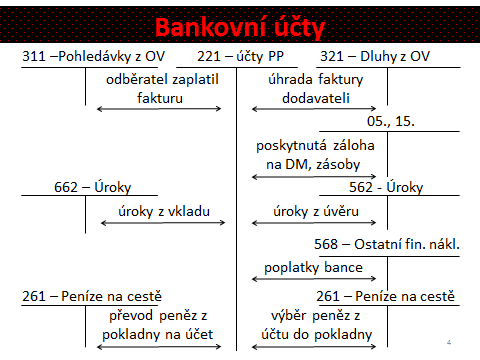 Bankovní účty
311 –Pohledávky z OV 221 – účty PP 321 – Dluhy z OV
odběratel zaplatil fakturu
úhrada faktury dodavateli
05., 15.
poskytnutá záloha na DM, zásoby
662 – Úroky 562 - Úroky
úroky z vkladu úroky z úvěru
568 – Ostatní fin. nákl.
poplatky bance
261 – Peníze na cestě 261 – Peníze na cestě
převod peněz z pokladny na účet
výběr peněz z účtu do pokladny
4